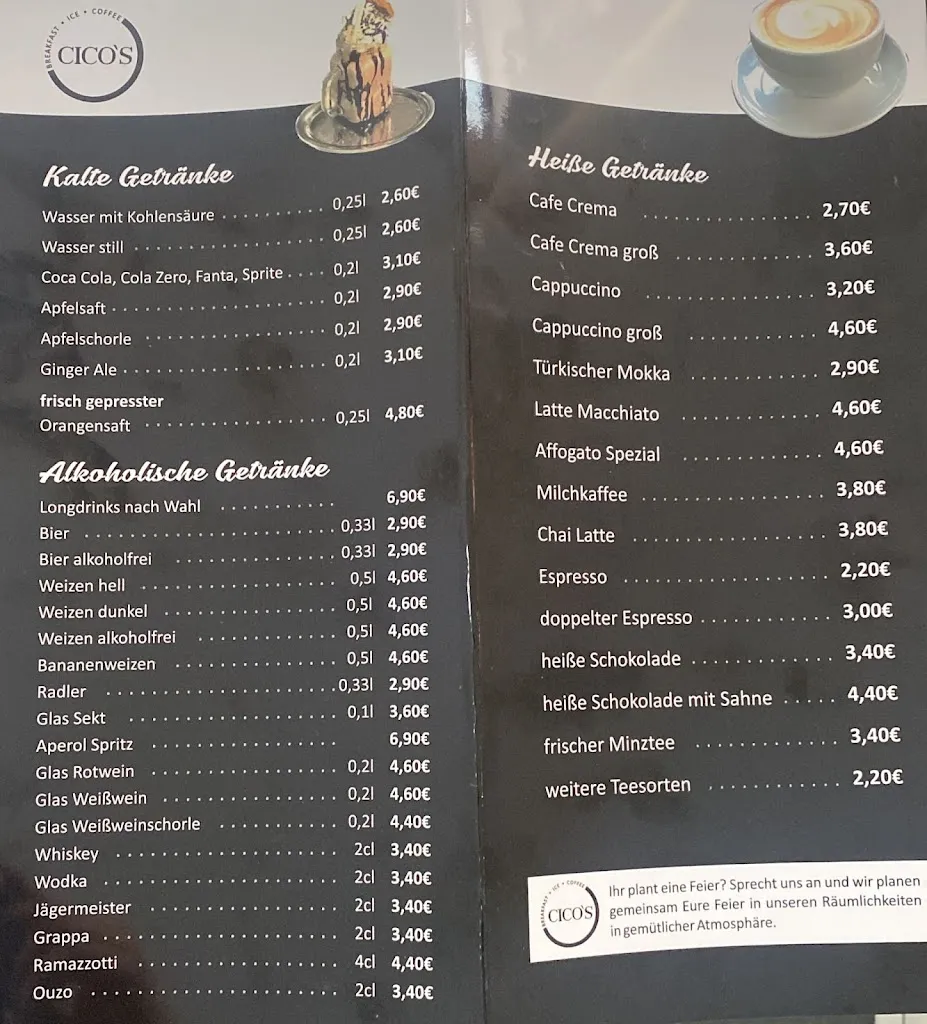 BREAKFAST • ICE • COFFEE
CICO'S
Kalte Getränke
Wasser mit Kohlensäure . . . . . . . . . . 0,25l 2,60€
Wasser still . . . . . . . . . . . . . . . . . . . 0,25l 2,60€
Coca Cola, Cola Zero, Fanta, Sprite . . . . 0,2l 3,10€
Apfelsaft . . . . . . . . . . . . . . . . . . . . . 0,2l 2,90€
Apfelschorle . . . . . . . . . . . . . . . . . . 0,2l 2,90€
Ginger Ale . . . . . . . . . . . . . . . . . . . . 0,2l 3,10€
frisch gepresster
Orangensaft . . . . . . . . . . . . . . . . . . 0,25l 4,80€
Alkoholische Getränke
Longdrinks nach Wahl . . . . . . . . . . . 6,90€
Bier . . . . . . . . . . . . . . . . . . . . . . . . 0,33l 2,90€
Bier alkoholfrei . . . . . . . . . . . . . . . 0,33l 2,90€
Weizen hell . . . . . . . . . . . . . . . . . . . 0,5l 4,60€
Weizen dunkel . . . . . . . . . . . . . . . . . 0,5l 4,60€
Weizen alkoholfrei . . . . . . . . . . . . . 0,5l 4,60€
Bananenweizen . . . . . . . . . . . . . . . 0,5l 4,60€
Radler . . . . . . . . . . . . . . . . . . . . . . 0,33l 2,90€
Glas Sekt . . . . . . . . . . . . . . . . . . . . 0,1l 3,60€
Aperol Spritz . . . . . . . . . . . . . . . . . 6,90€
Glas Rotwein . . . . . . . . . . . . . . . . . 0,2l 4,60€
Glas Weißwein . . . . . . . . . . . . . . . . 0,2l 4,60€
Glas Weißweinschorle . . . . . . . . . . . 0,2l 4,40€
Whiskey . . . . . . . . . . . . . . . . . . . . . 2cl 3,40€
Wodka . . . . . . . . . . . . . . . . . . . . . . 2cl 3,40€
Jägermeister . . . . . . . . . . . . . . . . . . 2cl 3,40€
Grappa . . . . . . . . . . . . . . . . . . . . . . 2cl 3,40€
Ramazzotti . . . . . . . . . . . . . . . . . . . 4cl 4,40€
Ouzo . . . . . . . . . . . . . . . . . . . . . . . 2cl 3,40€
Heiße Getränke
Cafe Crema . . . . . . . . . . . . . . . 2,70€
Cafe Crema groß . . . . . . . . . . . . 3,60€
Cappuccino . . . . . . . . . . . . . . . 3,20€
Cappuccino groß . . . . . . . . . . . 4,60€
Türkischer Mokka . . . . . . . . . . . 2,90€
Latte Macchiato . . . . . . . . . . . . 4,60€
Affogato Spezial . . . . . . . . . . . . 4,60€
Milchkaffee . . . . . . . . . . . . . . . . 3,80€
Chai Latte . . . . . . . . . . . . . . . . . 3,80€
Espresso . . . . . . . . . . . . . . . . . . 2,20€
doppelter Espresso . . . . . . . . . . . 3,00€
heiße Schokolade . . . . . . . . . . . . 3,40€
heiße Schokolade mit Sahne . . . . . 4,40€
frischer Minztee . . . . . . . . . . . . 3,40€
weitere Teesorten . . . . . . . . . . . 2,20€
BREAKFAST • ICE • COFFEE
CICO'S
Ihr plant eine Feier? Sprecht uns an und wir planen
gemeinsam Eure Feier in unseren Räumlichkeiten
in gemütlicher Atmosphäre.